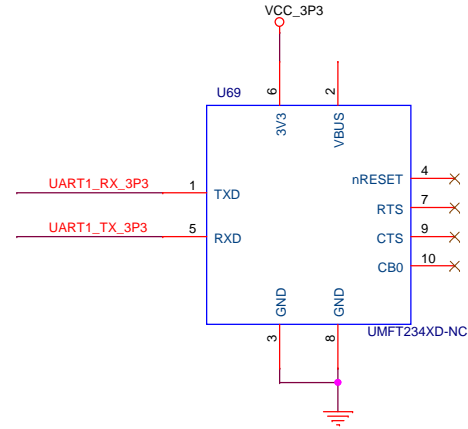 VCC_3P3
U69
6
2
3V3
VBUS
UART1_RX_3P3
1
TXD
nRESET
4
RTS
7
UART1_TX_3P3
5
RXD
CTS
9
CB0
10
GND
GND
UMFT234XD-NC
3
8